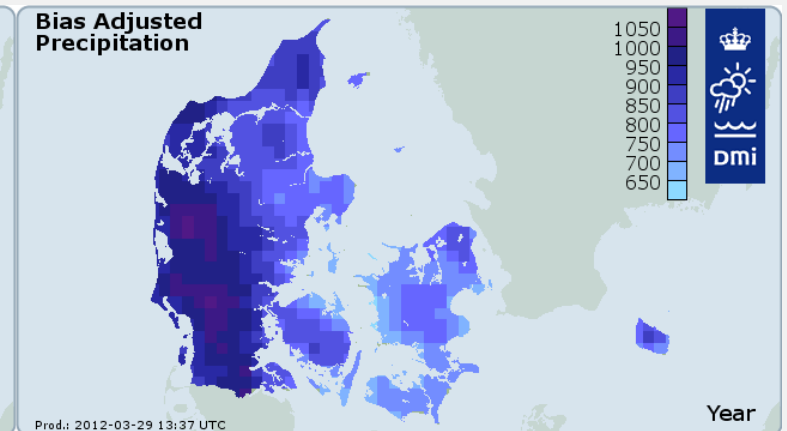 Bias Adjusted
Precipitation
1050
1000
950
900
850
800
750
700
650
DMi
Year
Prod.: 2012-03-29 13:37 UTC